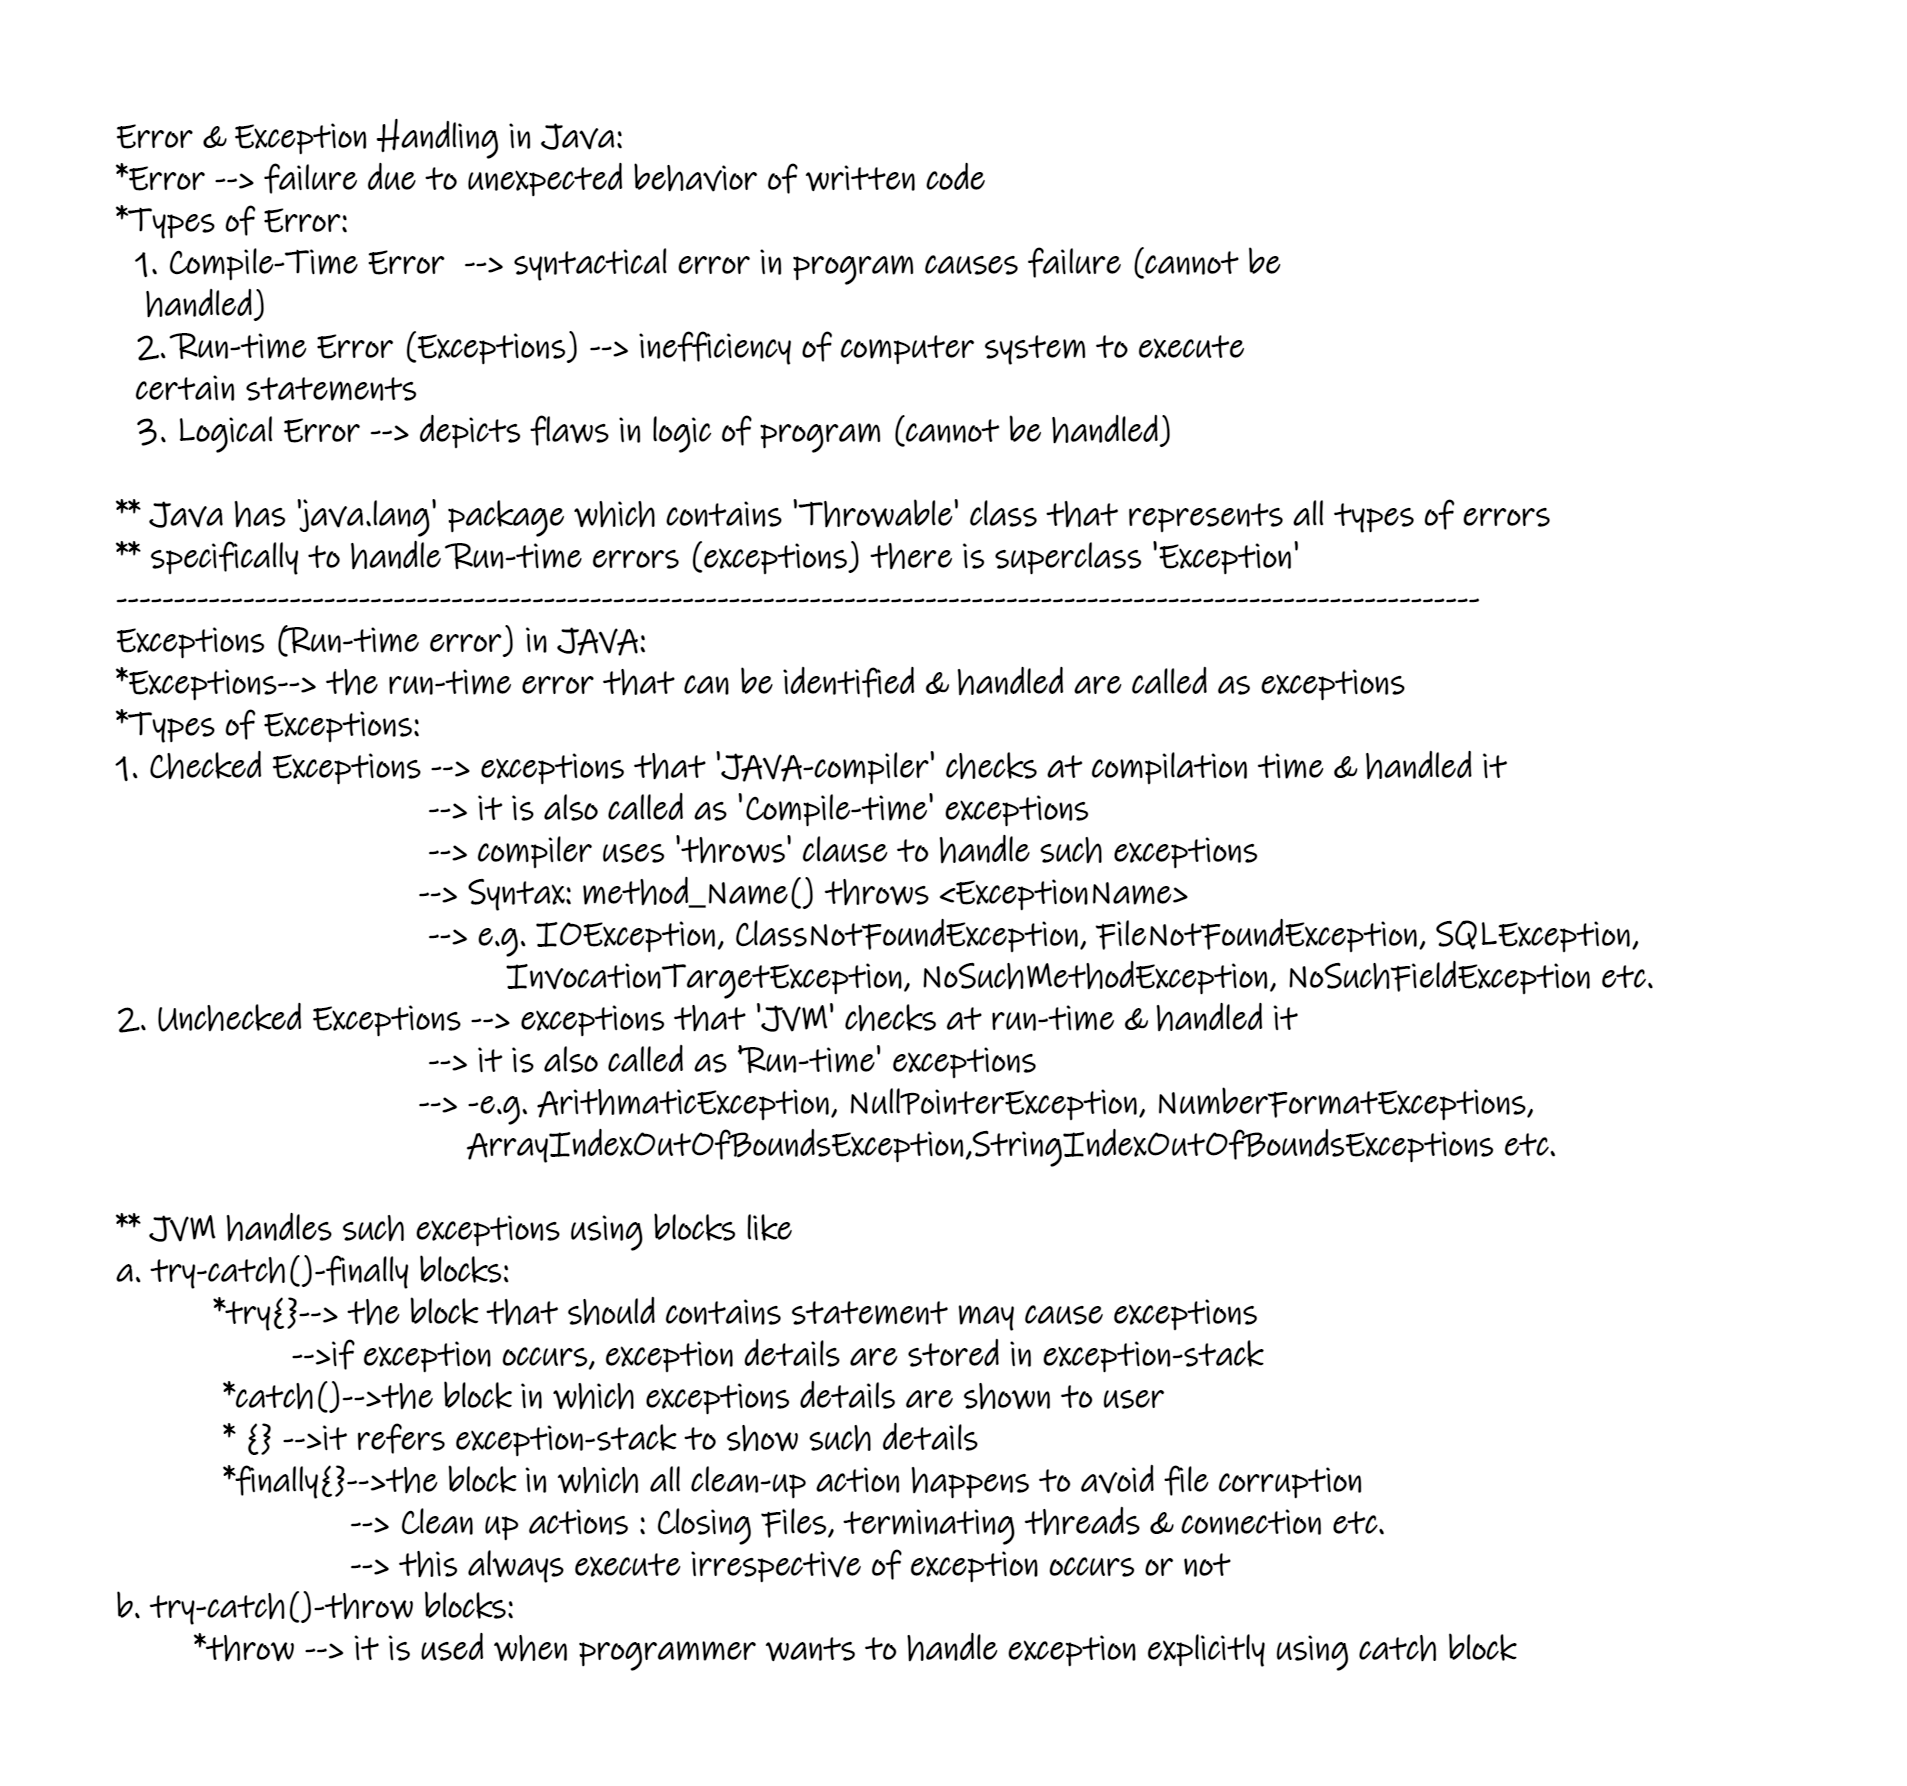 Error & Exception Handling in Java:
*Error --> failure due to unexpected behavior of written code
*Types of Error:
1. Compile-Time Error --> syntactical error in program causes failure (cannot be
handled)
2. Run-time Error (Exceptions) --> inefficiency of computer system to execute
certain statements
3. Logical Error --> depicts flaws in logic of program (cannot be handled)
** Java has 'java.lang' package which contains 'Throwable' class that represents all types of errors
** specifically to handle Run-time errors (exceptions) there is superclass 'Exception'
------------------------------------------------------------------------------------------------------------------------
Exceptions (Run-time error) in JAVA:
*Exceptions--> the run-time error that can be identified & handled are called as exceptions
*Types of Exceptions:
1. Checked Exceptions --> exceptions that 'JAVA-compiler' checks at compilation time & handled it
--> it is also called as 'Compile-time' exceptions
--> compiler uses 'throws' clause to handle such exceptions
--> Syntax: method_Name() throws <ExceptionName>
--> e.g. IOException, ClassNotFoundException, FileNotFoundException, SQLException,
InvocationTargetException, NoSuchMethodException, NoSuchFieldException etc.
2. Unchecked Exceptions --> exceptions that 'JVM' checks at run-time & handled it
--> it is also called as 'Run-time' exceptions
--> -e.g. ArithmaticException, NullPointerException, NumberFormatExceptions,
ArrayIndexOutOfBoundsException,StringIndexOutOfBoundsExceptions etc.
** JVM handles such exceptions using blocks like
a. try-catch()-finally blocks:
*try{}--> the block that should contains statement may cause exceptions
-->if exception occurs, exception details are stored in exception-stack
*catch()-->the block in which exceptions details are shown to user
* {} -->it refers exception-stack to show such details
*finally{}-->the block in which all clean-up action happens to avoid file corruption
--> Clean up actions : Closing Files, terminating threads & connection etc.
--> this always execute irrespective of exception occurs or not
b. try-catch()-throw blocks:
*throw --> it is used when programmer wants to handle exception explicitly using catch block